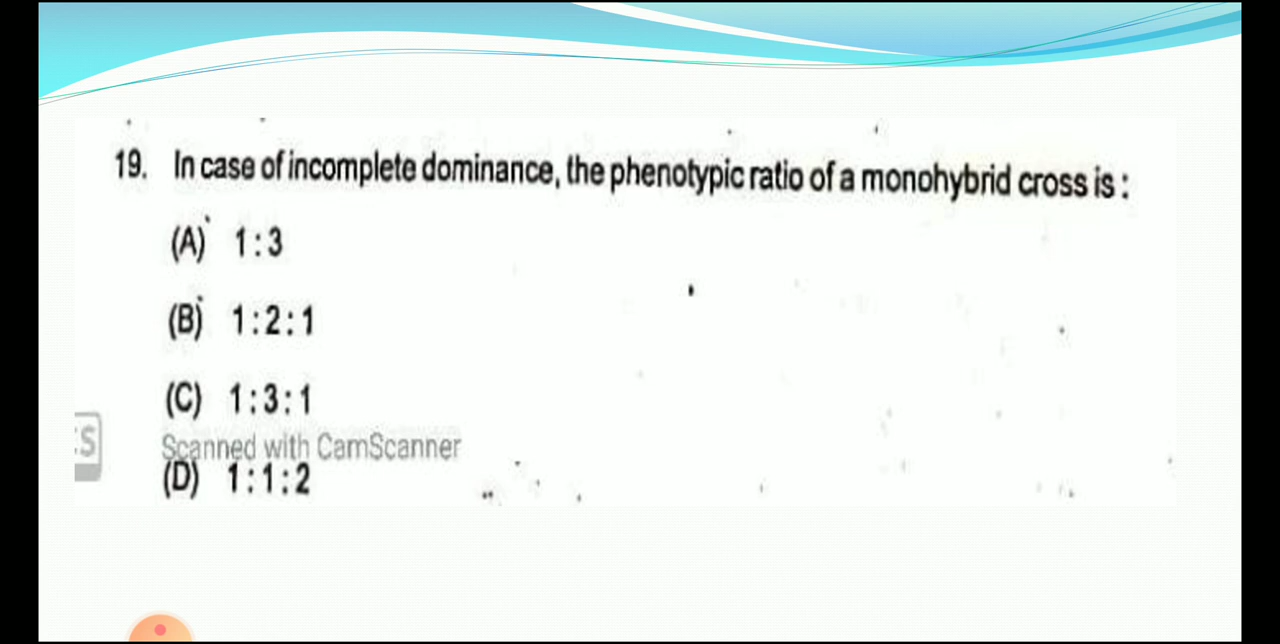 19. In case of incomplete dominance, the phenotypic ratio of a monohybrid cross is :
(A) 1 : 3
(B) 1 : 2 : 1
(C) 1 : 3 : 1
S
Scanned with CamScanner
(D) 1 : 1 : 2